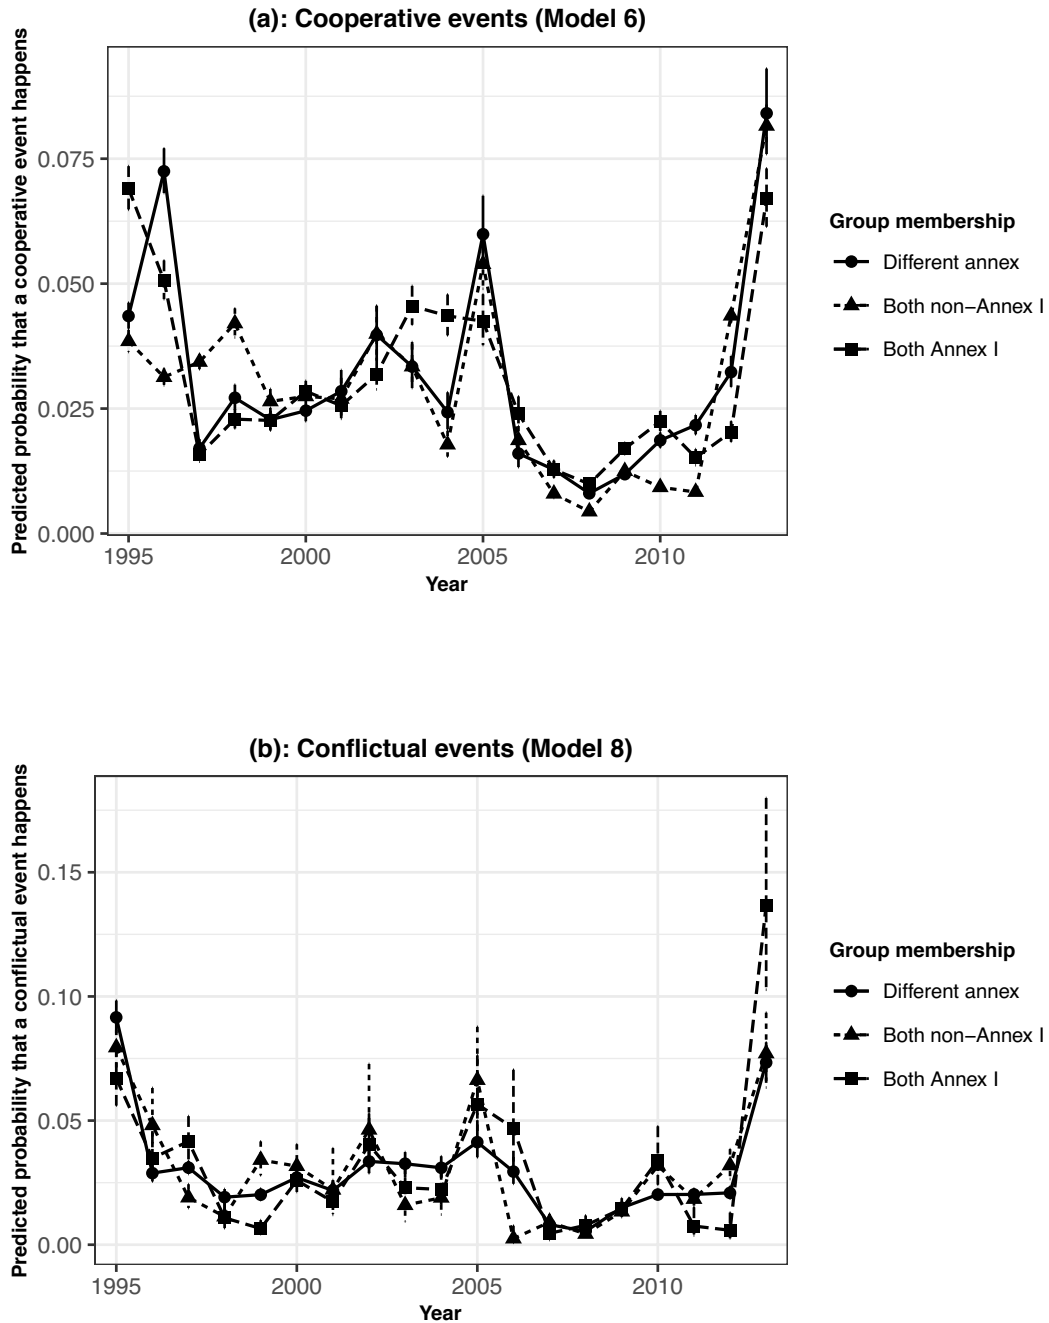 (a): Cooperative events (Model 6)
Predicted probability that a cooperative event happens
0.075
0.050
0.025
0.000
1995 2000 2005 2010
Year
Group membership
Different annex
Both non−Annex I
Both Annex I
(b): Conflictual events (Model 8)
Predicted probability that a conflictual event happens
0.15
0.10
0.05
0.00
1995 2000 2005 2010
Year
Group membership
Different annex
Both non−Annex I
Both Annex I